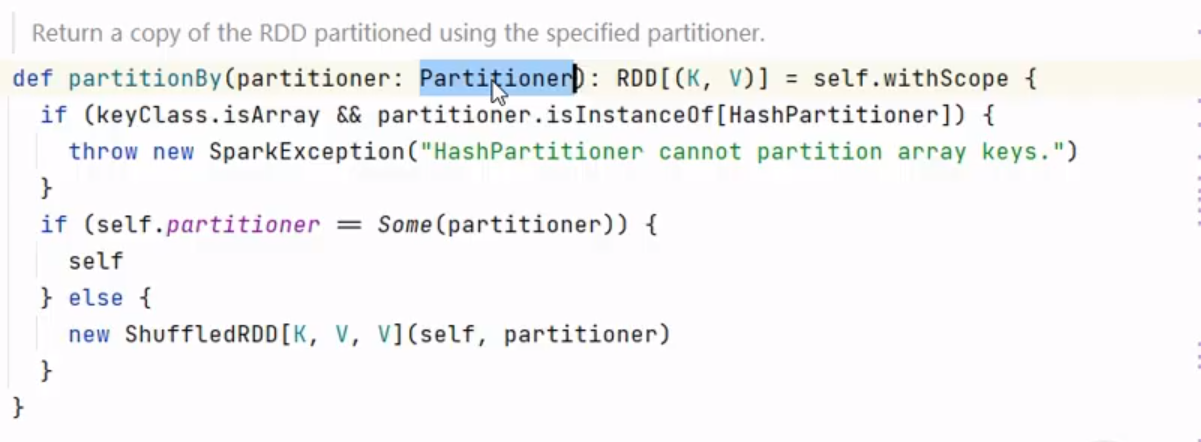 Return a copy of the RDD partitioned using the specified partitioner.
def partitionBy(partitioner: Partitioner): RDD[(K, V)] = self.withScope {
if (keyClass.isArray && partitioner.isInstanceOf[HashPartitioner]) {
throw new SparkException("HashPartitioner cannot partition array keys.")
}
if (self.partitioner == Some(partitioner)) {
self
} else {
new ShuffledRDD[K, V, V](self, partitioner)
}
}